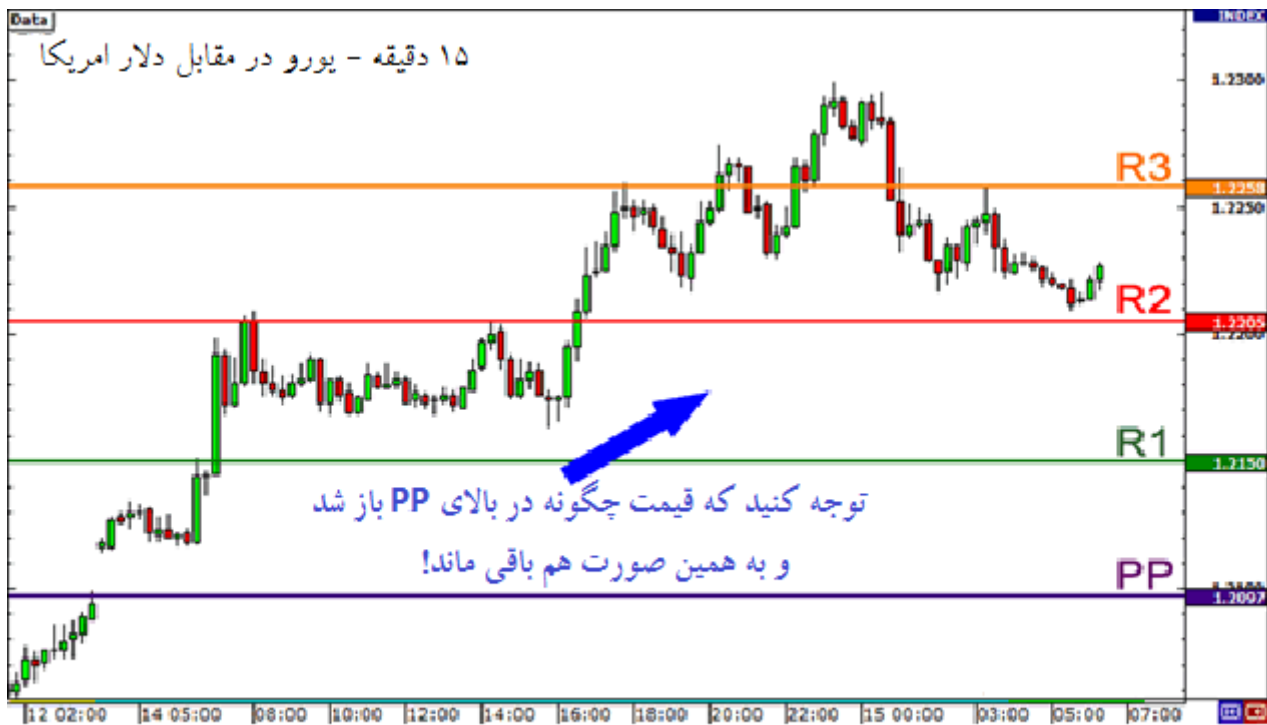 Data
INDEX
۱۵ دقیقه - یورو در مقابل دلار امریکا
1.2300
R3
1.2258
1.2250
R2
1.2205
1.2200
R1
1.2150
توجه کنید که قیمت چگونه در بالای PP باز شد
و به همین صورت هم باقی ماند!
PP
1.2097
12 02:00 14 05:00 08:00 10:00 12:00 14:00 16:00 18:00 20:00 22:00 15 00:00 03:00 05:00 07:00